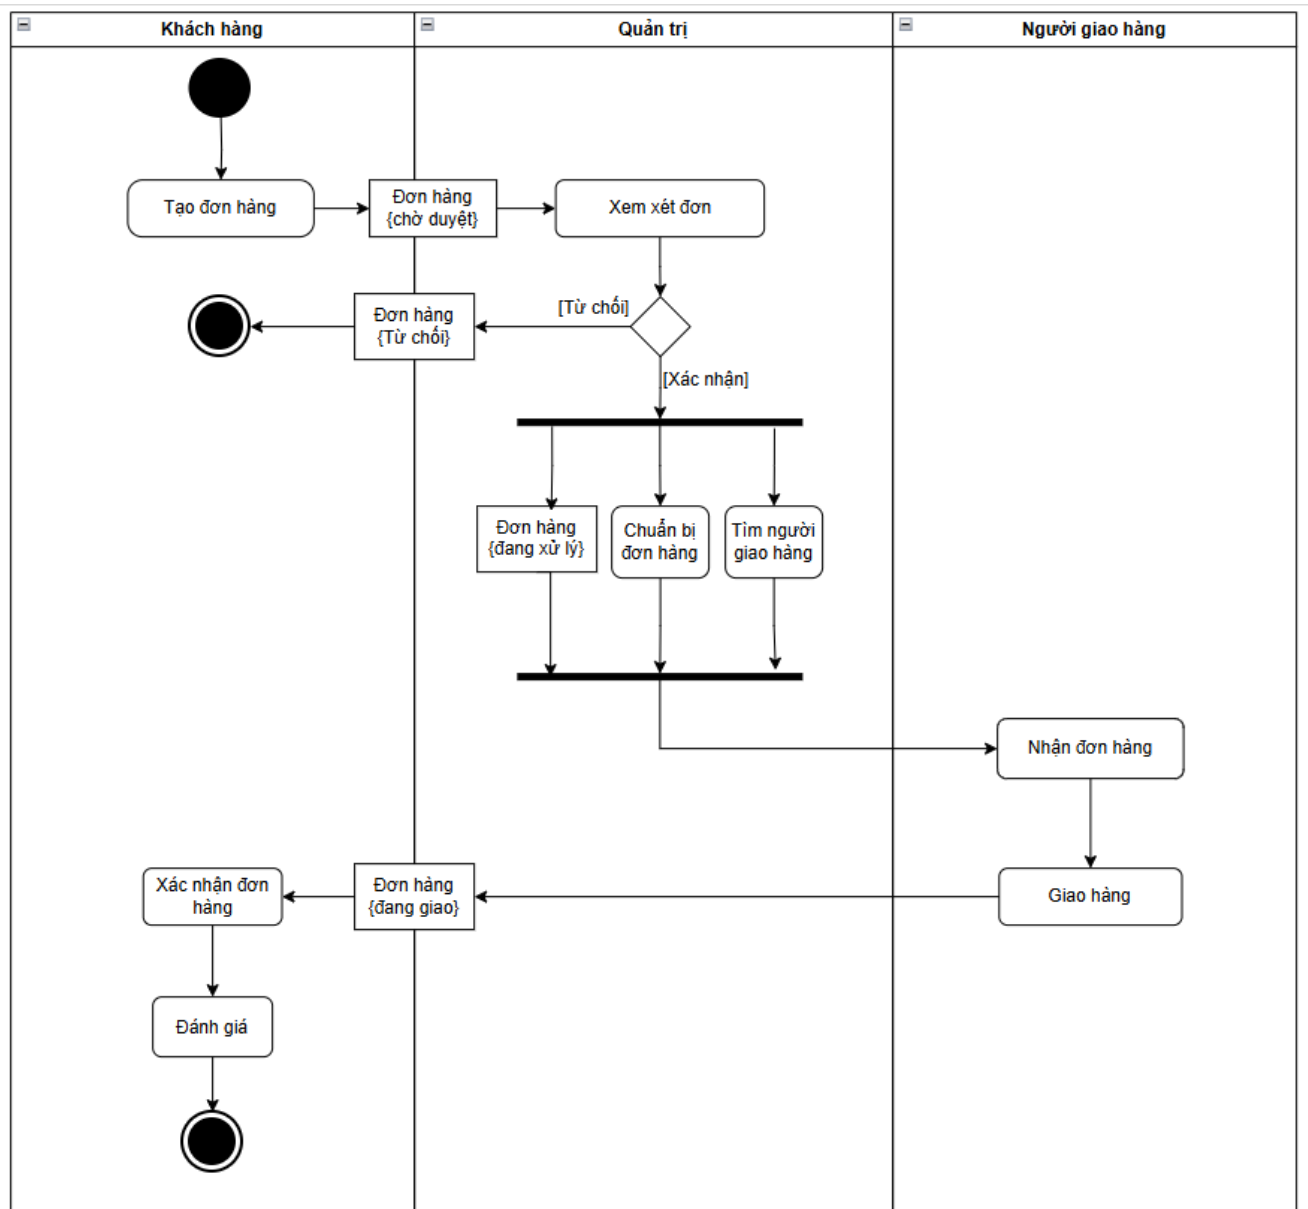 Khách hàng
Quản trị
Người giao hàng
Tạo đơn hàng
Đơn hàng
{chờ duyệt}
Xem xét đơn
Đơn hàng
{Từ chối}
[Từ chối]
[Xác nhận]
Đơn hàng
{đang xử lý}
Chuẩn bị
đơn hàng
Tìm người
giao hàng
Nhận đơn hàng
Xác nhận đơn
hàng
Đơn hàng
{đang giao}
Giao hàng
Đánh giá